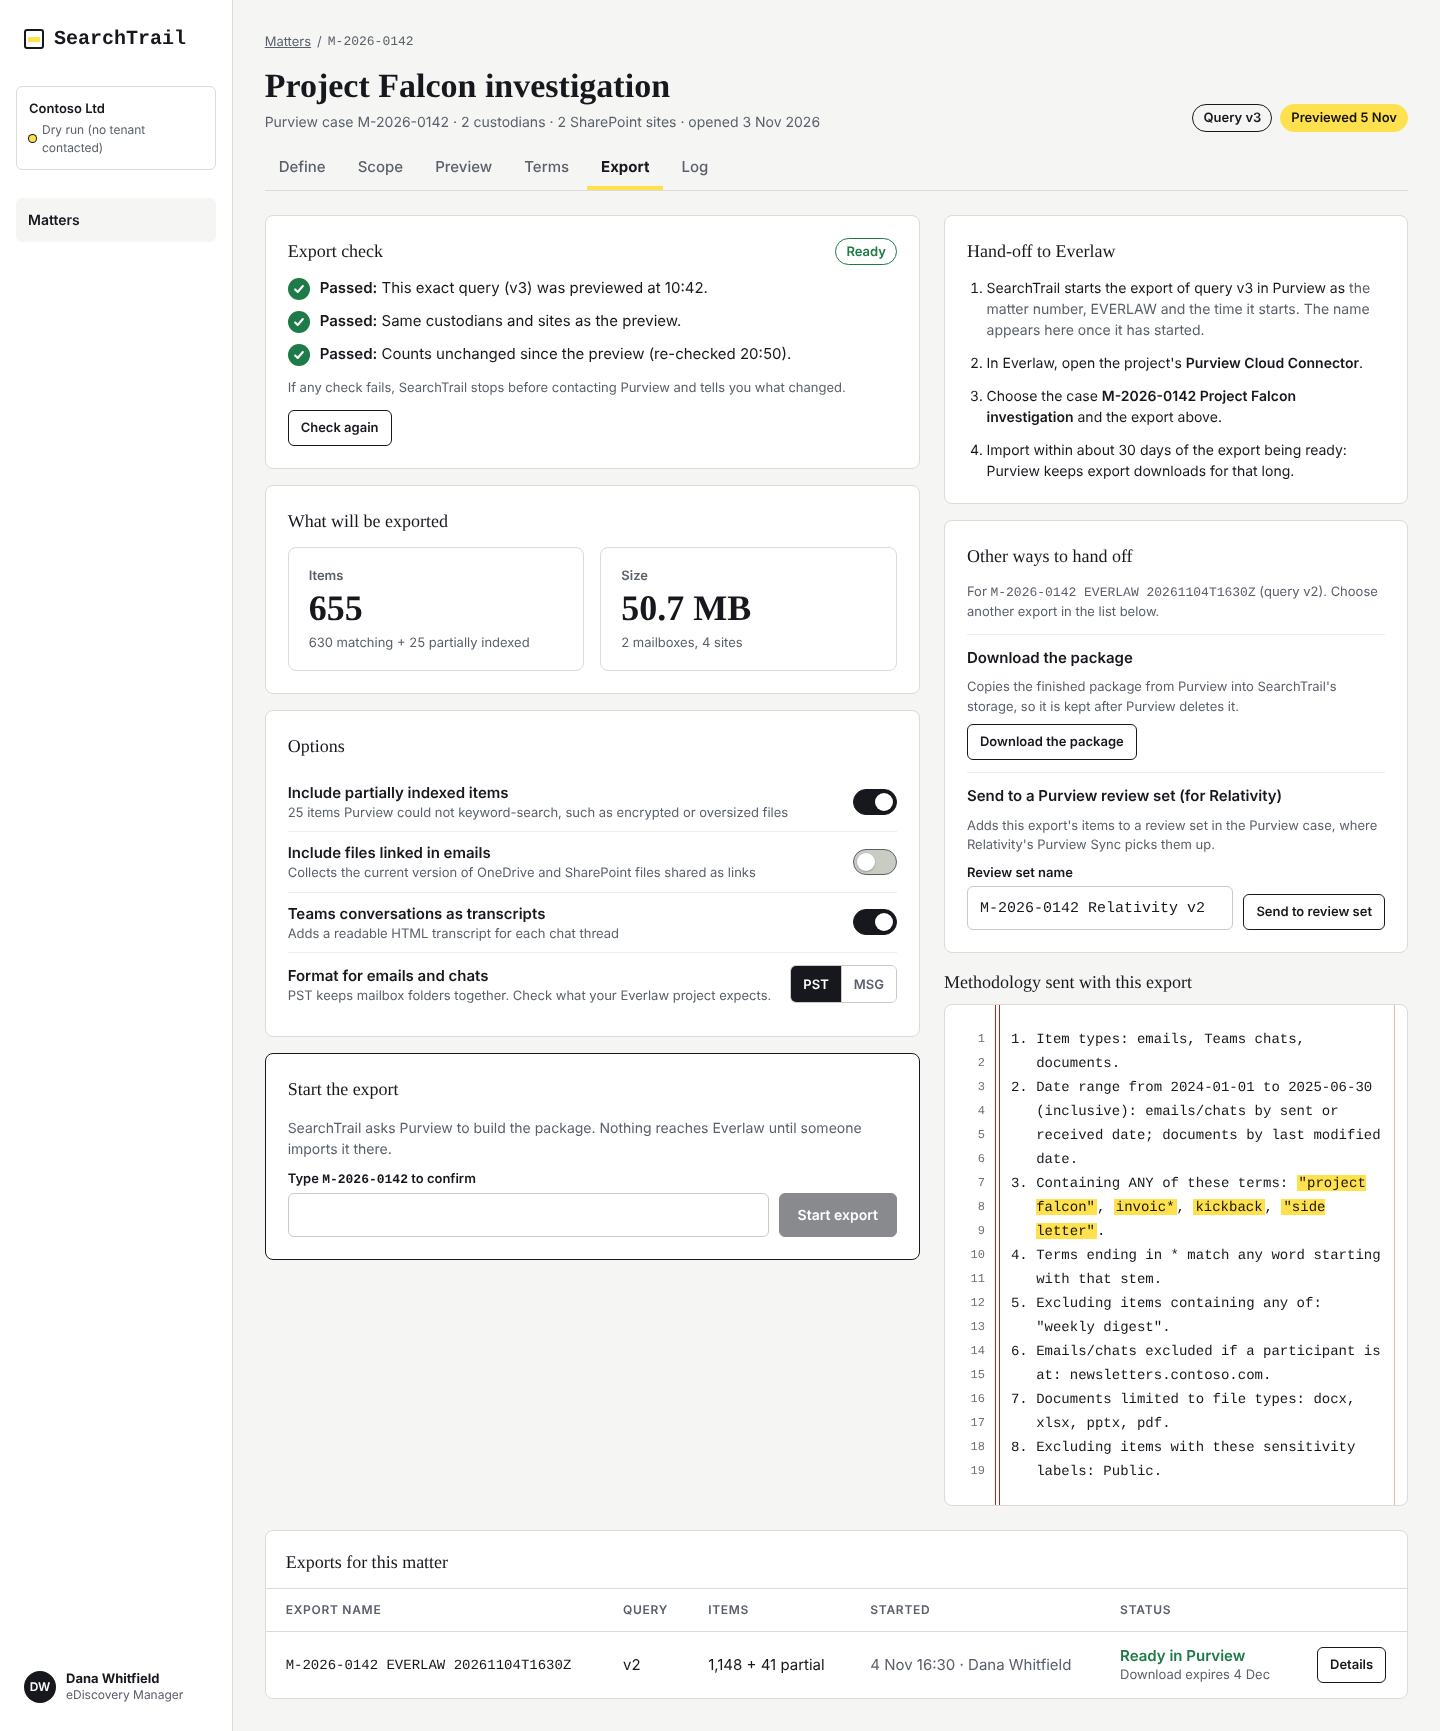 SearchTrail
Contoso Ltd
Dry run (no tenant
contacted)
Matters
DW
Dana Whitfield
eDiscovery Manager
Matters / M-2026-0142
Project Falcon investigation
Purview case M-2026-0142 · 2 custodians · 2 SharePoint sites · opened 3 Nov 2026
Query v3
Previewed 5 Nov
Define Scope Preview Terms Export Log
Export check
Ready
Passed: This exact query (v3) was previewed at 10:42.
Passed: Same custodians and sites as the preview.
Passed: Counts unchanged since the preview (re-checked 20:50).
If any check fails, SearchTrail stops before contacting Purview and tells you what changed.
Check again
What will be exported
Items
655
630 matching + 25 partially indexed
Size
50.7 MB
2 mailboxes, 4 sites
Options
Include partially indexed items
25 items Purview could not keyword-search, such as encrypted or oversized files
Include files linked in emails
Collects the current version of OneDrive and SharePoint files shared as links
Teams conversations as transcripts
Adds a readable HTML transcript for each chat thread
Format for emails and chats
PST keeps mailbox folders together. Check what your Everlaw project expects.
PST MSG
Start the export
SearchTrail asks Purview to build the package. Nothing reaches Everlaw until someone
imports it there.
Type M-2026-0142 to confirm
Start export
Hand-off to Everlaw
1. SearchTrail starts the export of query v3 in Purview as the
matter number, EVERLAW and the time it starts. The name
appears here once it has started.
2. In Everlaw, open the project's Purview Cloud Connector.
3. Choose the case M-2026-0142 Project Falcon
investigation and the export above.
4. Import within about 30 days of the export being ready:
Purview keeps export downloads for that long.
Other ways to hand off
For M-2026-0142 EVERLAW 20261104T1630Z (query v2). Choose
another export in the list below.
Download the package
Copies the finished package from Purview into SearchTrail's
storage, so it is kept after Purview deletes it.
Download the package
Send to a Purview review set (for Relativity)
Adds this export's items to a review set in the Purview case, where
Relativity's Purview Sync picks them up.
Review set name
M-2026-0142 Relativity v2
Send to review set
Methodology sent with this export
1 1. Item types: emails, Teams chats,
2 documents.
3 2. Date range from 2024-01-01 to 2025-06-30
4 (inclusive): emails/chats by sent or
5 received date; documents by last modified
6 date.
7 3. Containing ANY of these terms: "project
8 falcon", invoic*, kickback, "side
9 letter".
10 4. Terms ending in * match any word starting
11 with that stem.
12 5. Excluding items containing any of:
13 "weekly digest".
14 6. Emails/chats excluded if a participant is
15 at: newsletters.contoso.com.
16 7. Documents limited to file types: docx,
17 xlsx, pptx, pdf.
18 8. Excluding items with these sensitivity
19 labels: Public.
Exports for this matter
EXPORT NAME QUERY ITEMS STARTED STATUS
M-2026-0142 EVERLAW 20261104T1630Z v2 1,148 + 41 partial 4 Nov 16:30 · Dana Whitfield Ready in Purview
Download expires 4 Dec
Details